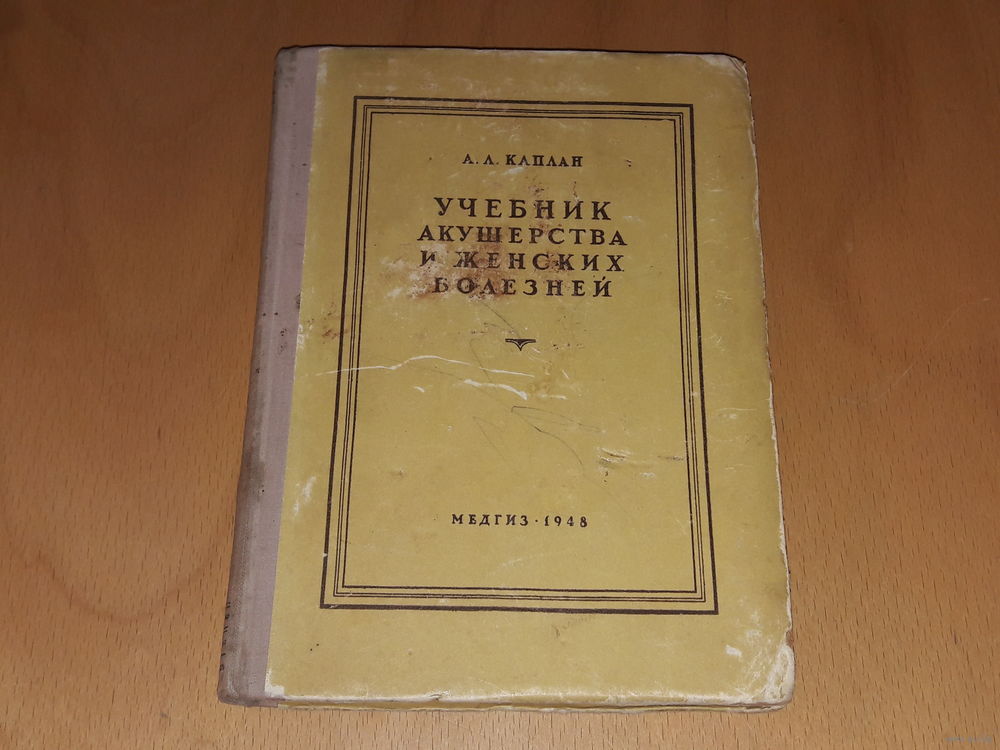 А. Л. КАПЛАН
УЧЕБНИК
АКУШЕРСТВА
И ЖЕНСКИХ
БОЛЕЗНЕЙ
МЕДГИЗ · 1948